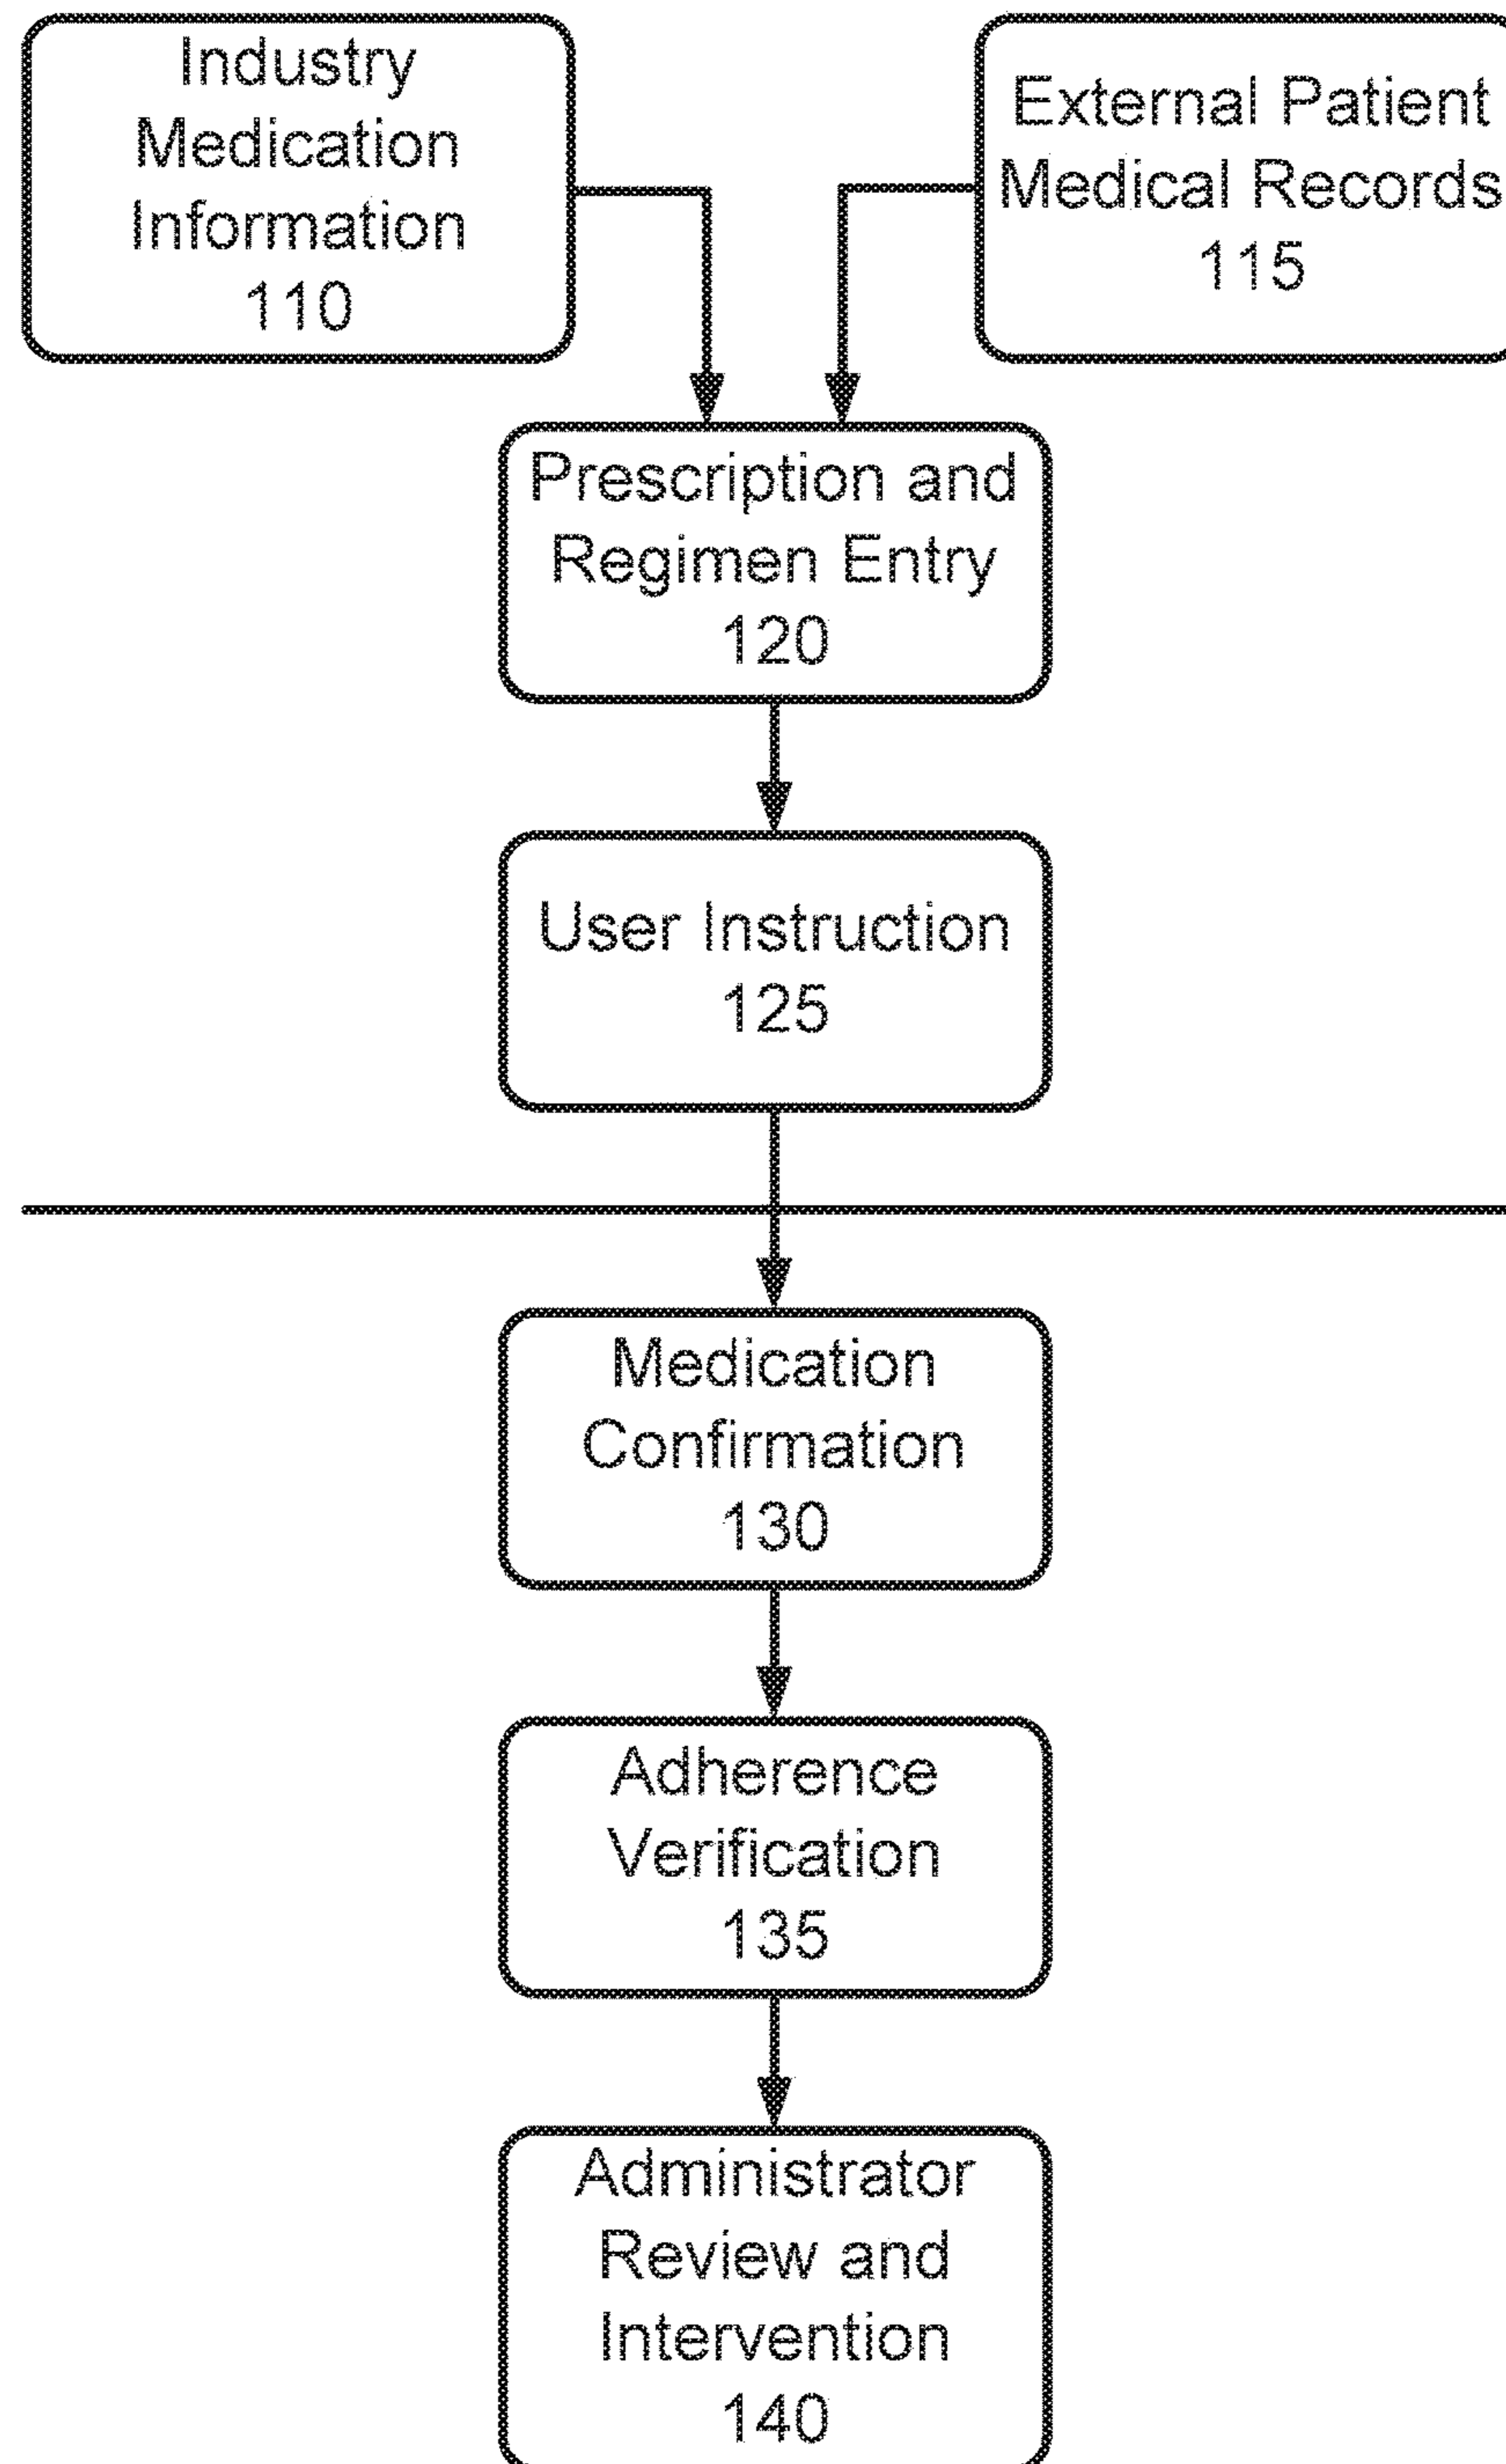 Industry
Medication
Information
110
External Patient
Medical Records
115
Prescription and
Regimen Entry
120
User Instruction
125
Medication
Confirmation
130
Adherence
Verification
135
Administrator
Review and
Intervention
140